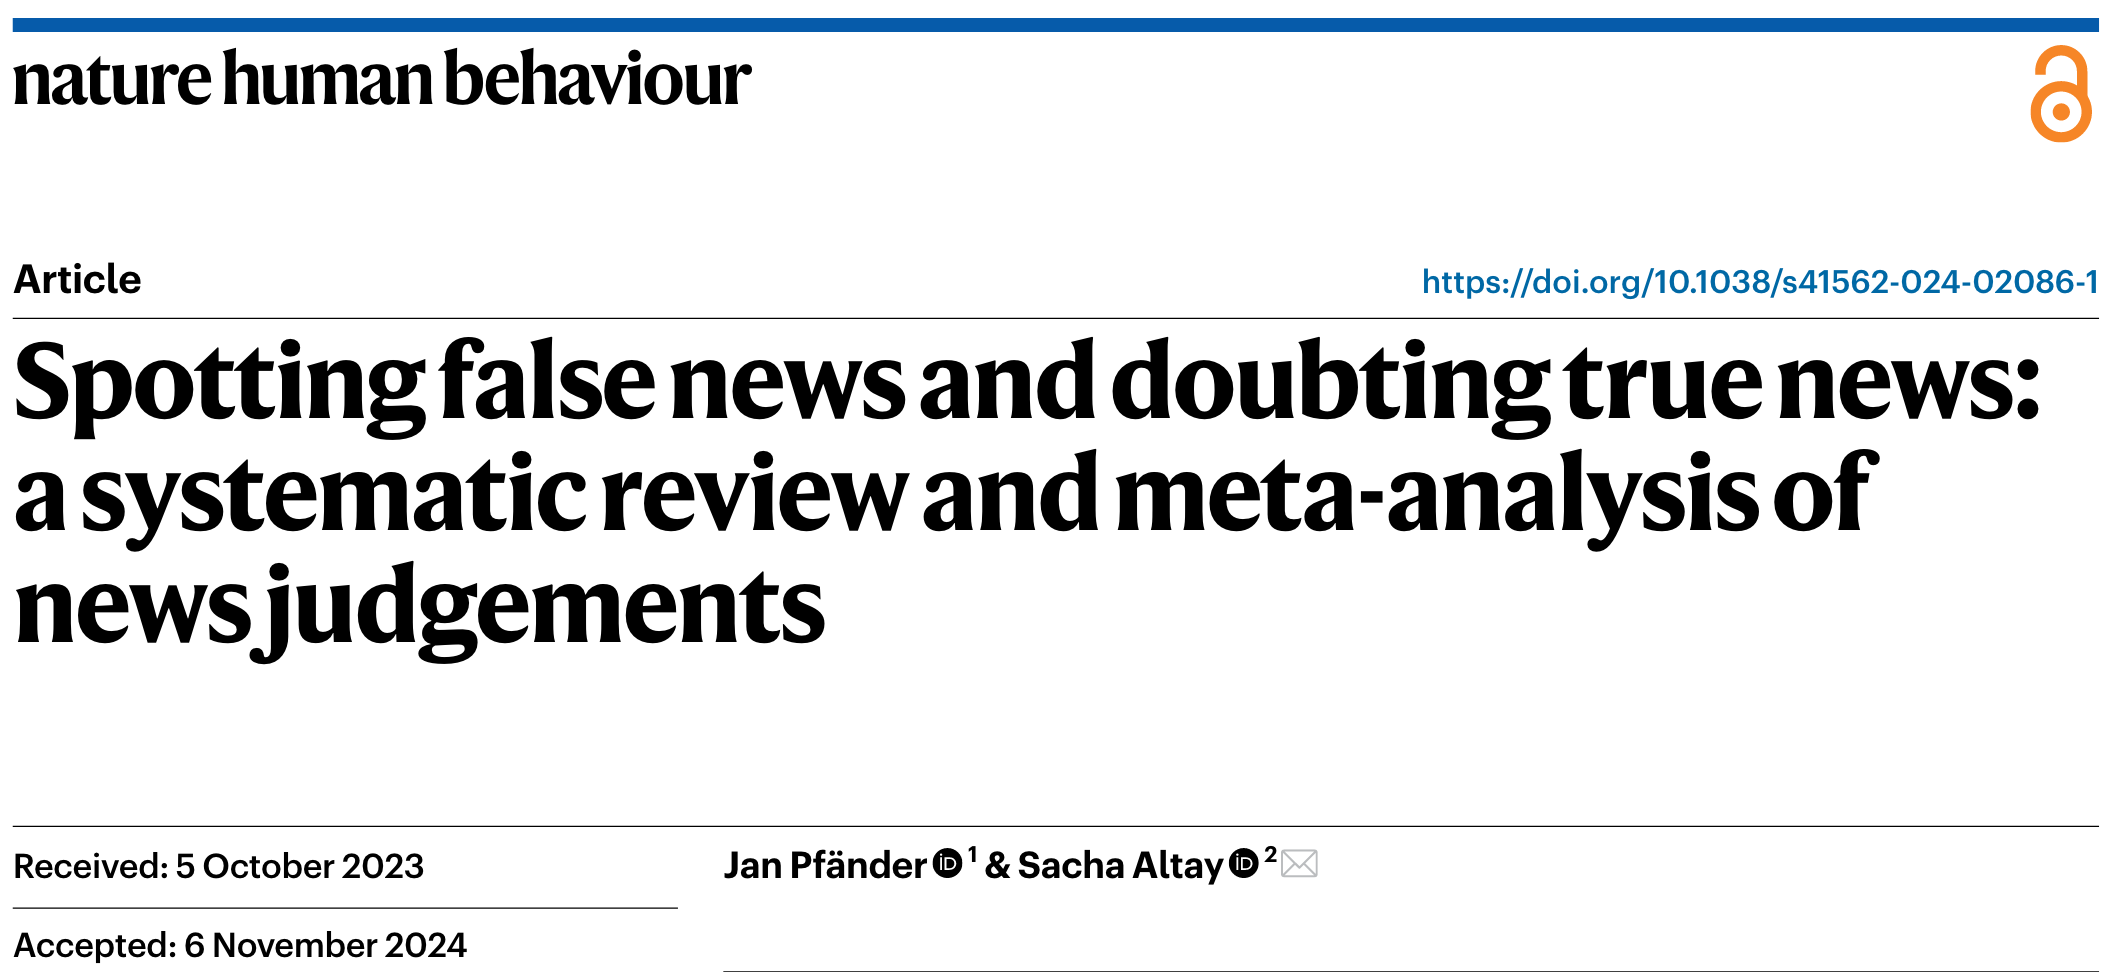 nature human behaviour
Article
https://doi.org/10.1038/s41562-024-02086-1
Spotting false news and doubting true news:
a systematic review and meta-analysis of
news judgements
Received: 5 October 2023
Jan Pfänder iD 1 & Sacha Altay iD 2
Accepted: 6 November 2024